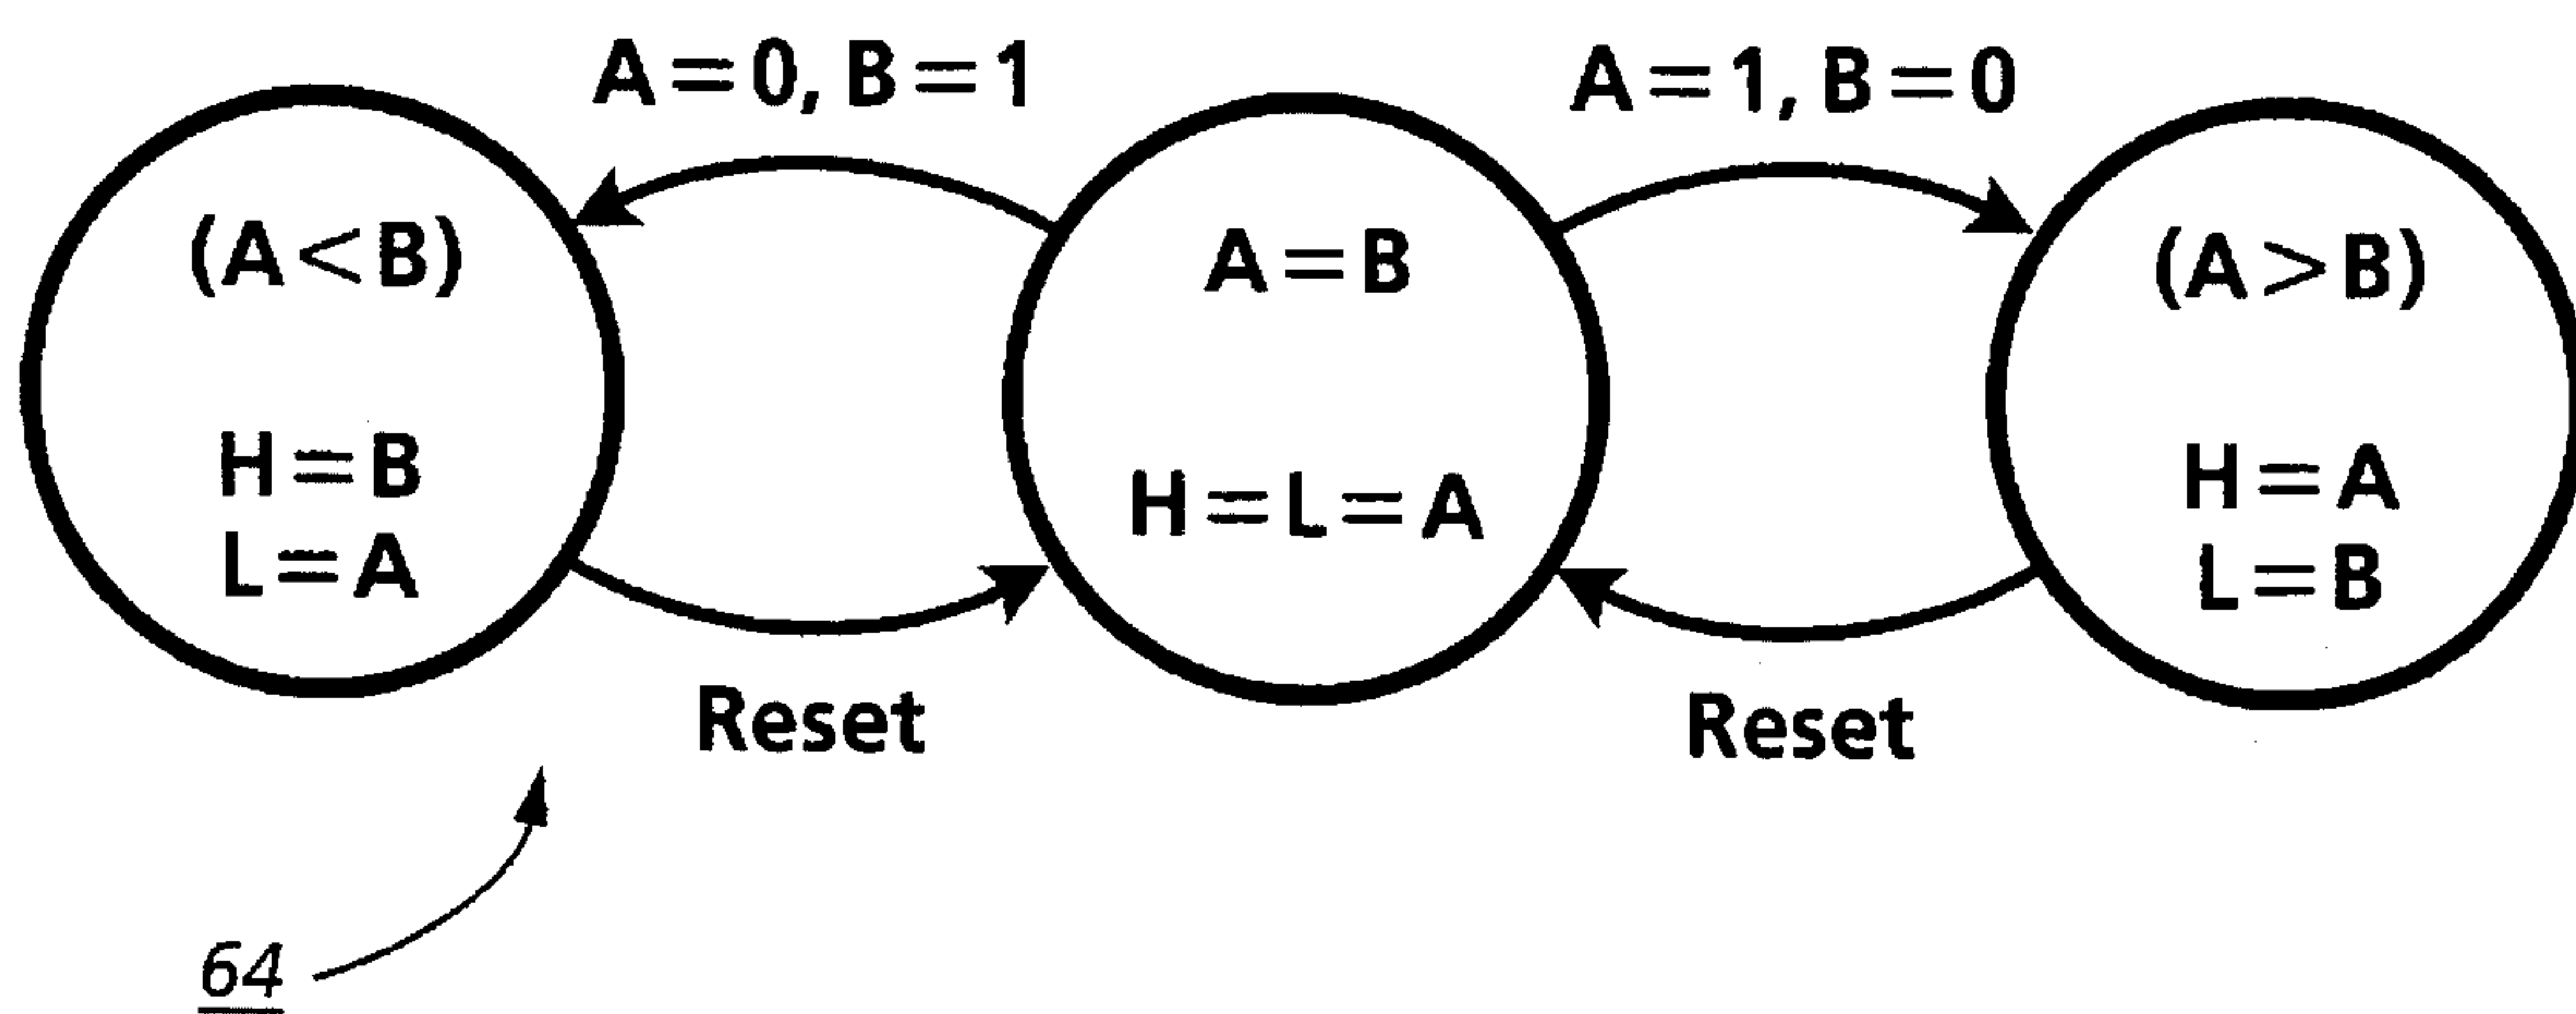 A=0, B=1
A=1, B=0
(A<B)
H=B
L=A
A=B
H=L=A
(A>B)
H=A
L=B
Reset
Reset
64